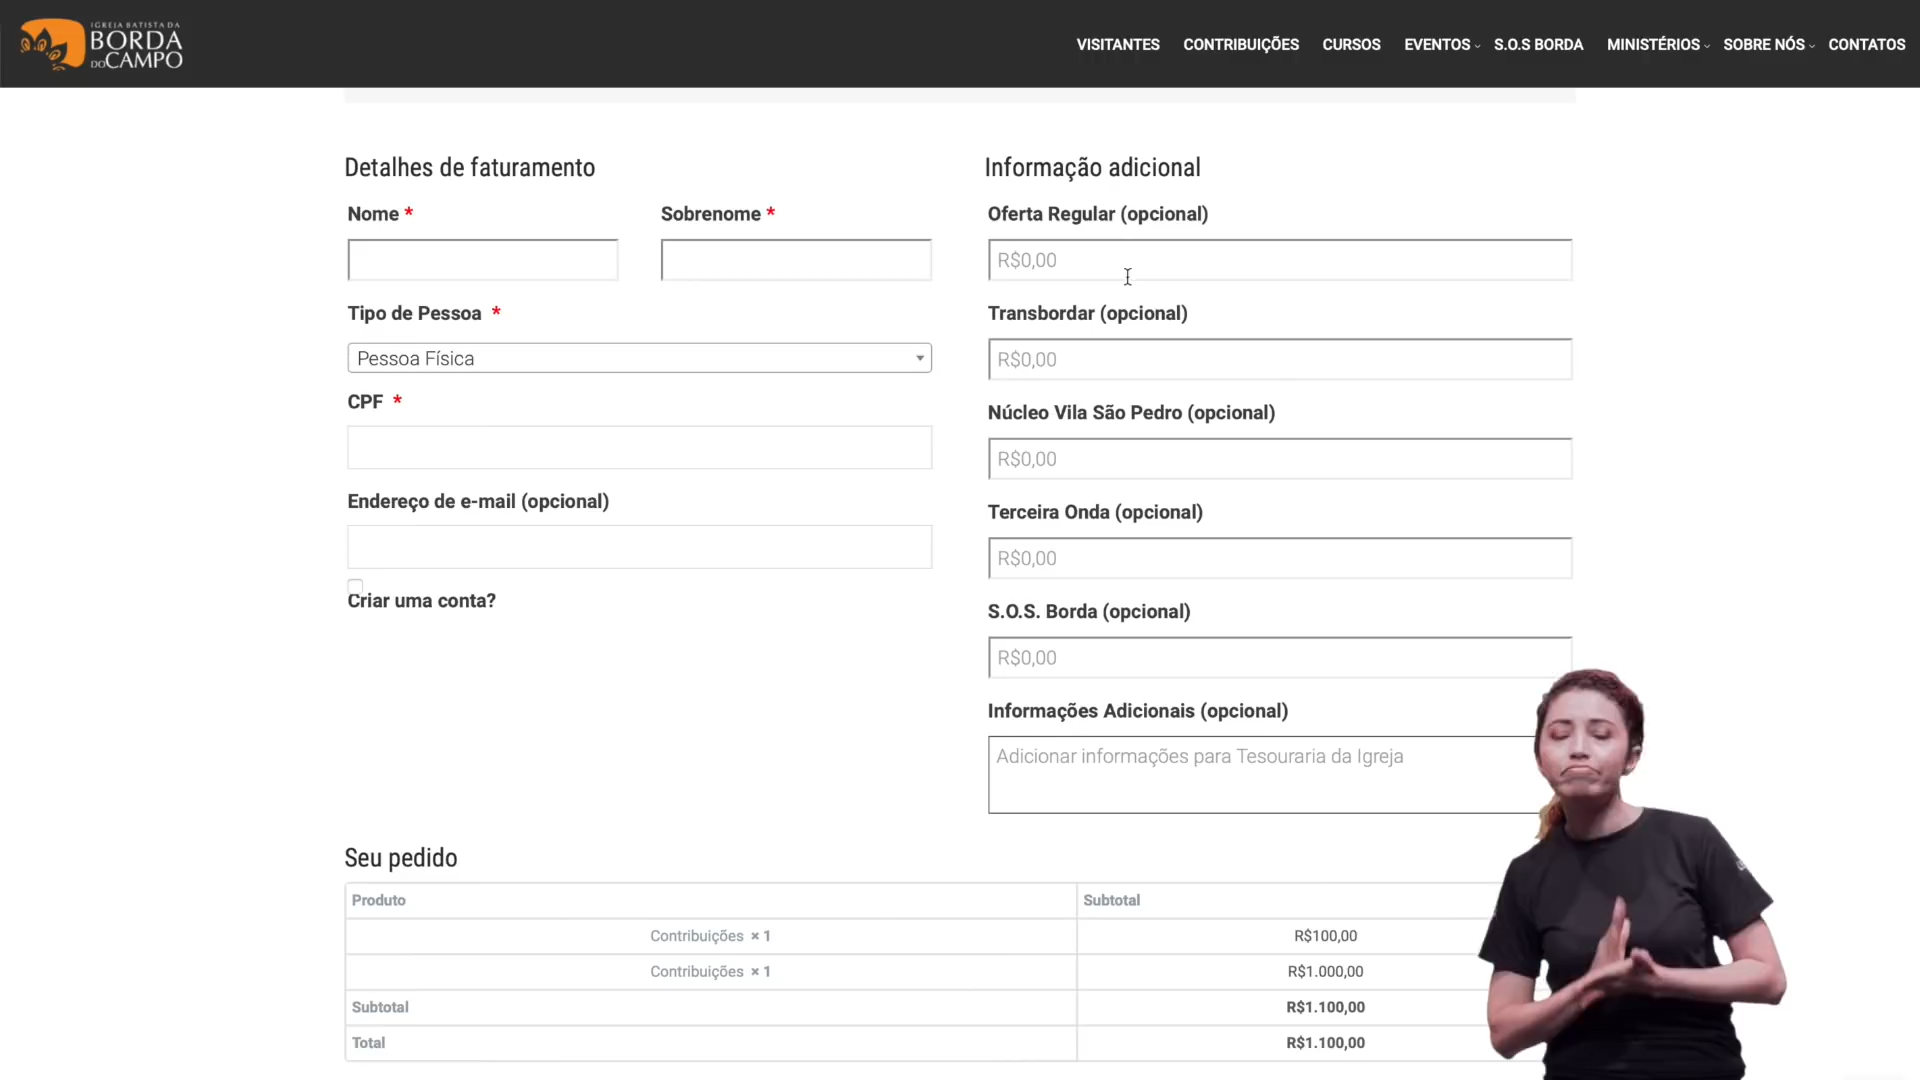 IGREJA BATISTA DA
BORDA
DO CAMPO
VISITANTES CONTRIBUIÇÕES CURSOS EVENTOS S.O.S BORDA MINISTÉRIOS SOBRE NÓS CONTATOS
Detalhes de faturamento
Nome *
Sobrenome *
Tipo de Pessoa *
Pessoa Física
CPF *
Endereço de e-mail (opcional)
Criar uma conta?
Informação adicional
Oferta Regular (opcional)
R$0,00
Transbordar (opcional)
R$0,00
Núcleo Vila São Pedro (opcional)
R$0,00
Terceira Onda (opcional)
R$0,00
S.O.S. Borda (opcional)
R$0,00
Informações Adicionais (opcional)
Adicionar informações para Tesouraria da Igreja
Seu pedido
Produto Subtotal
Contribuições × 1 R$100,00
Contribuições × 1 R$1.000,00
Subtotal R$1.100,00
Total R$1.100,00